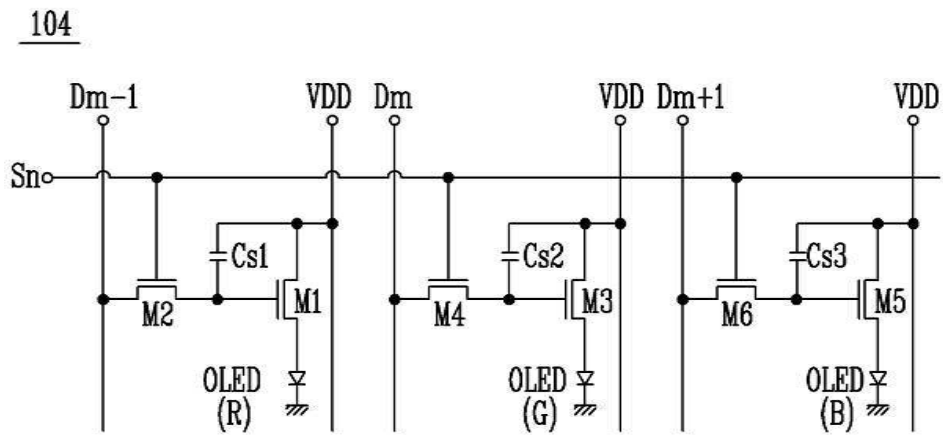 104
Dm-1 VDD Dm VDD Dm+1 VDD
Sn
Cs1 Cs2 Cs3
M2 M1 M4 M3 M6 M5
OLED OLED OLED
(R) (G) (B)